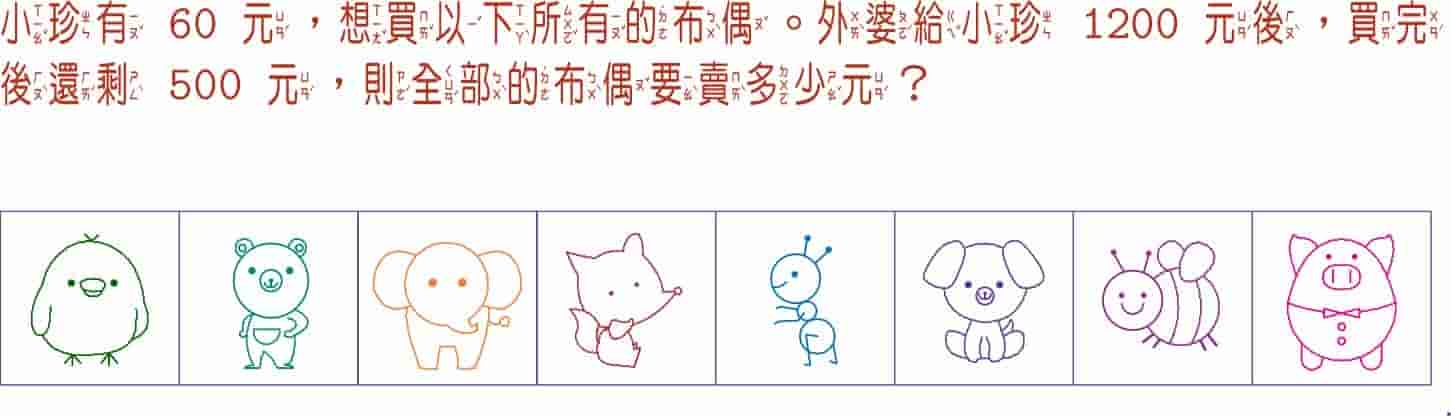 小珍有 60 元，想買以下所有的布偶。外婆給小珍 1200 元後，買完
後還剩 500 元，則全部的布偶要賣多少元？